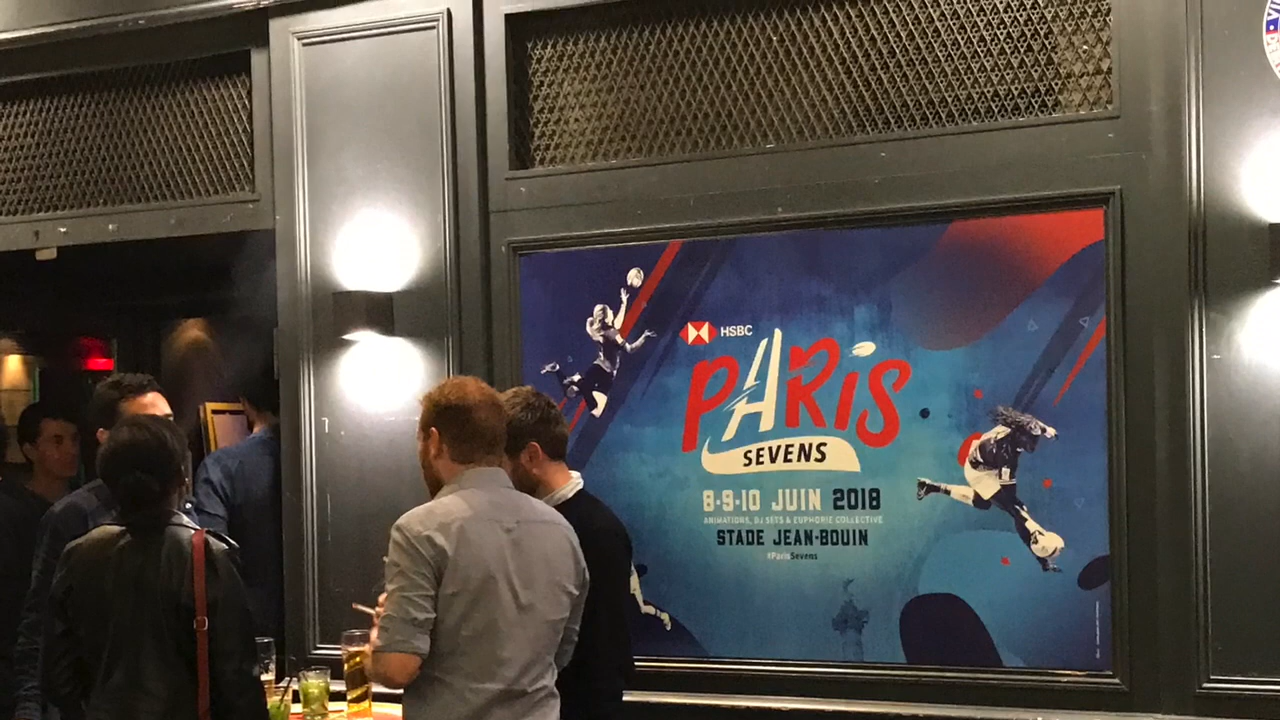 HSBC
PARIS
SEVENS
8-9-10 JUIN 2018
ANIMATIONS, DJ SETS & EUPHORIE COLLECTIVE
STADE JEAN-BOUIN
#ParisSevens